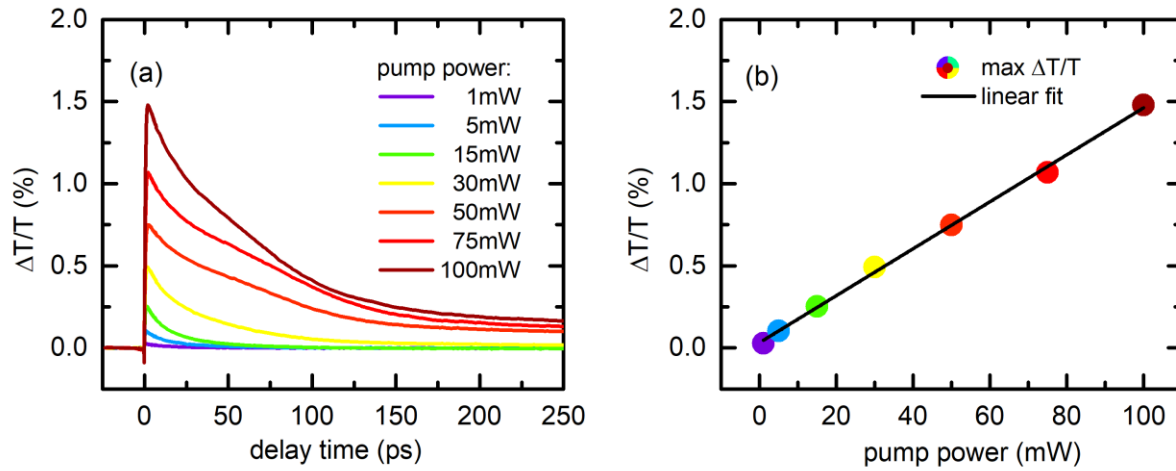 (a)
pump power:
1mW
5mW
15mW
30mW
50mW
75mW
100mW
ΔT/T (%)
2.0
1.5
1.0
0.5
0.0
0 50 100 150 200 250
delay time (ps)
(b)
max ΔT/T
linear fit
ΔT/T (%)
2.0
1.5
1.0
0.5
0.0
0 20 40 60 80 100
pump power (mW)